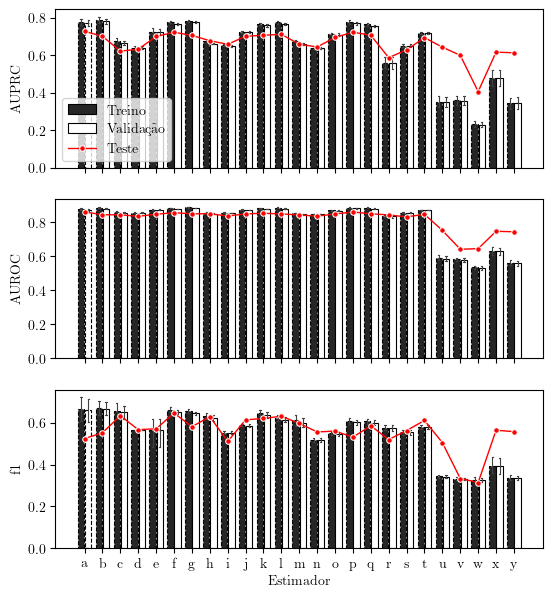 0.8
0.6
0.4
0.2
0.0
AUPRC
Treino
Validação
Teste
0.8
0.6
0.4
0.2
0.0
AUROC
0.6
0.4
0.2
0.0
f1
a b c d e f g h i j k l m n o p q r s t u v w x y
Estimador